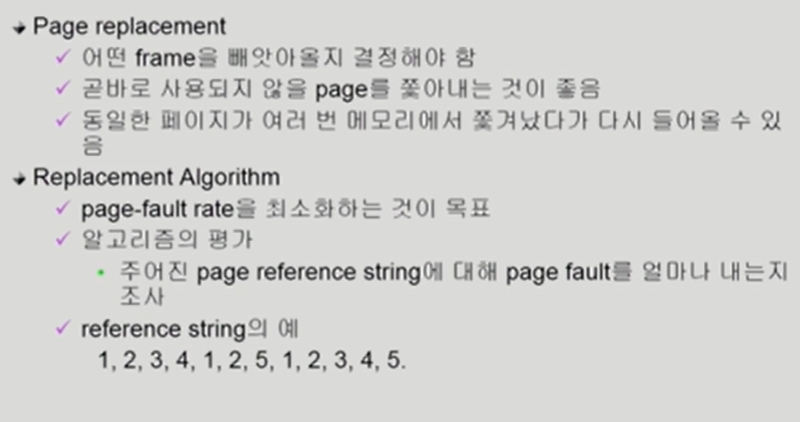 Page replacement
어떤 frame을 빼앗아올지 결정해야 함
곧바로 사용되지 않을 page를 쫓아내는 것이 좋음
동일한 페이지가 여러 번 메모리에서 쫓겨났다가 다시 들어올 수 있
음
Replacement Algorithm
page-fault rate을 최소화하는 것이 목표
알고리즘의 평가
주어진 page reference string에 대해 page fault를 얼마나 내는지
조사
reference string의 예
1, 2, 3, 4, 1, 2, 5, 1, 2, 3, 4, 5.